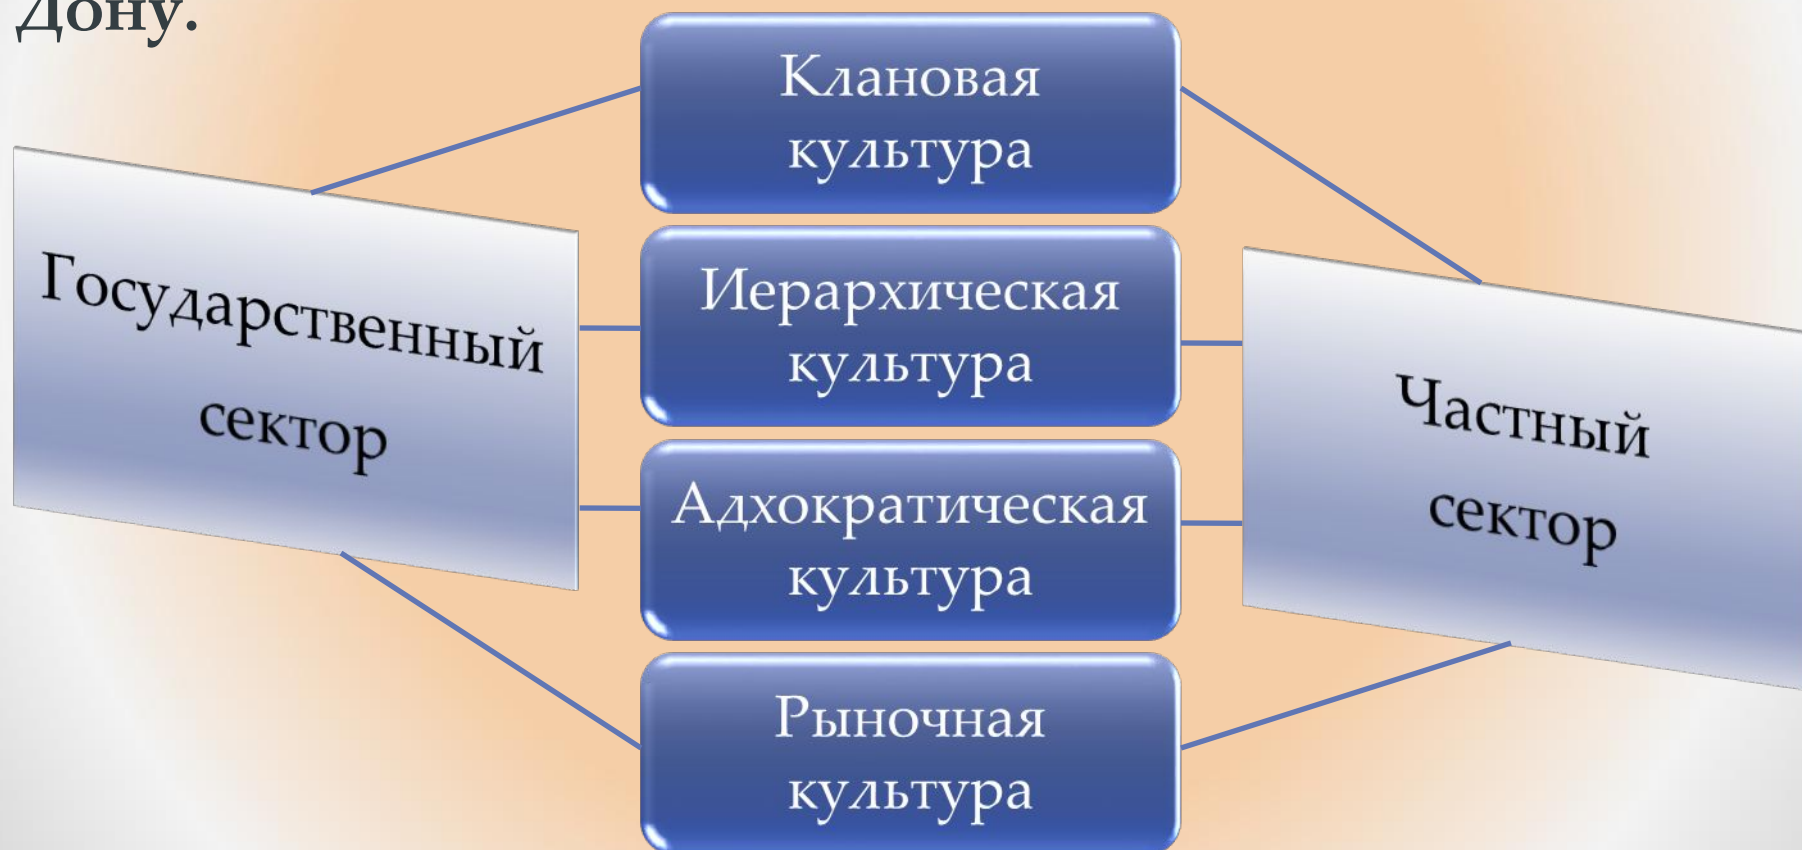 Дону.
Клановая
культура
Государственный
сектор
Иерархическая
культура
Адхократическая
культура
Рыночная
культура
Частный
сектор